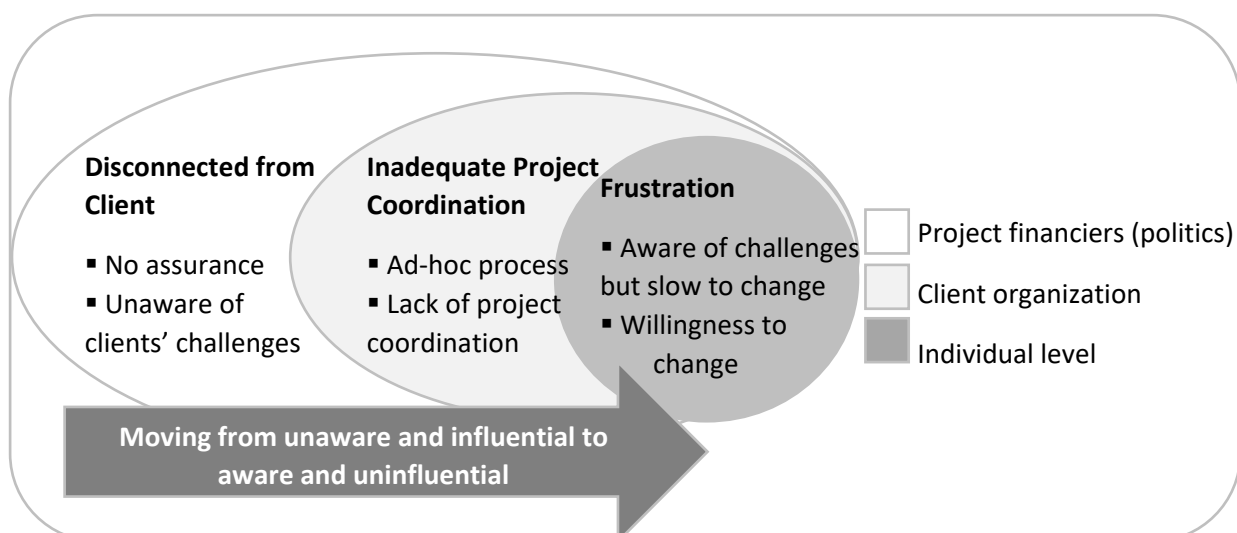 Disconnected from
Client
▪ No assurance
▪ Unaware of
clients’ challenges
Inadequate Project
Coordination
▪ Ad-hoc process
▪ Lack of project
coordination
Frustration
▪ Aware of challenges
but slow to change
▪ Willingness to
change
Project financiers (politics)
Client organization
Individual level
Moving from unaware and influential to
aware and uninfluential